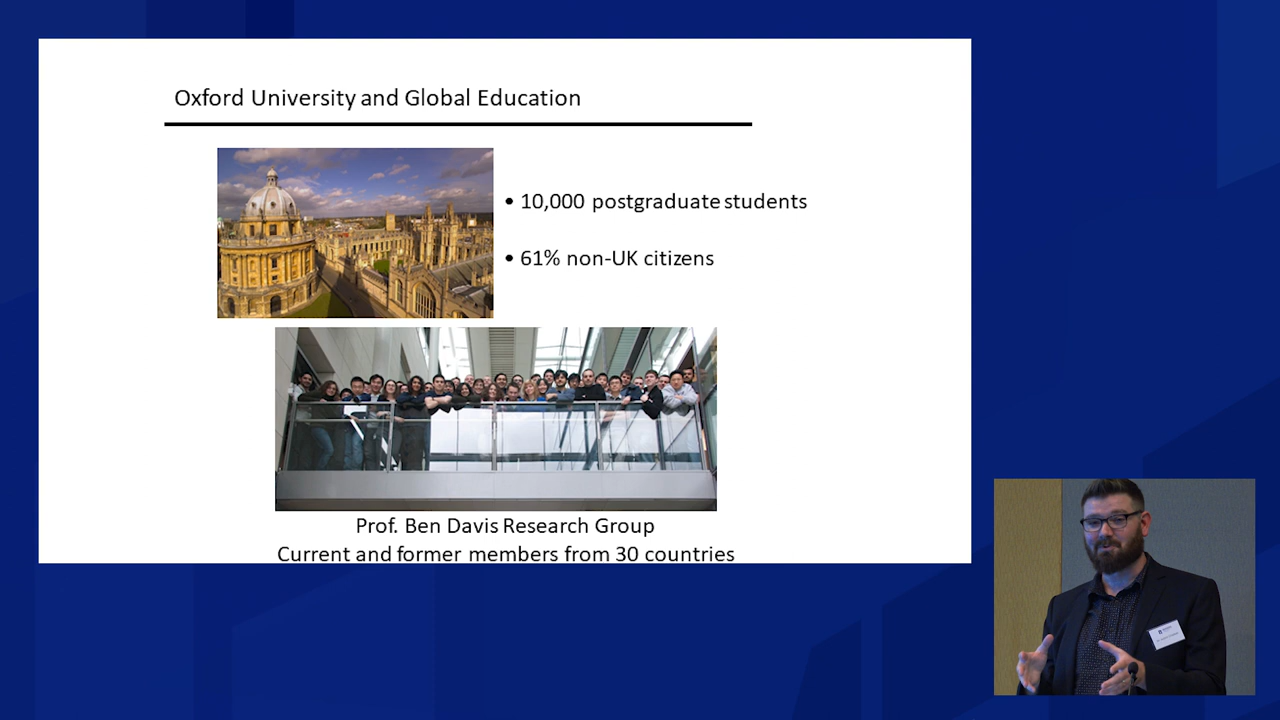 Oxford University and Global Education
• 10,000 postgraduate students
• 61% non-UK citizens
Prof. Ben Davis Research Group
Current and former members from 30 countries